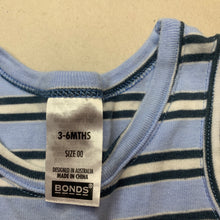 3-6MTHS
SIZE 00
DESIGNED IN AUSTRALIA
MADE IN CHINA
BONDS